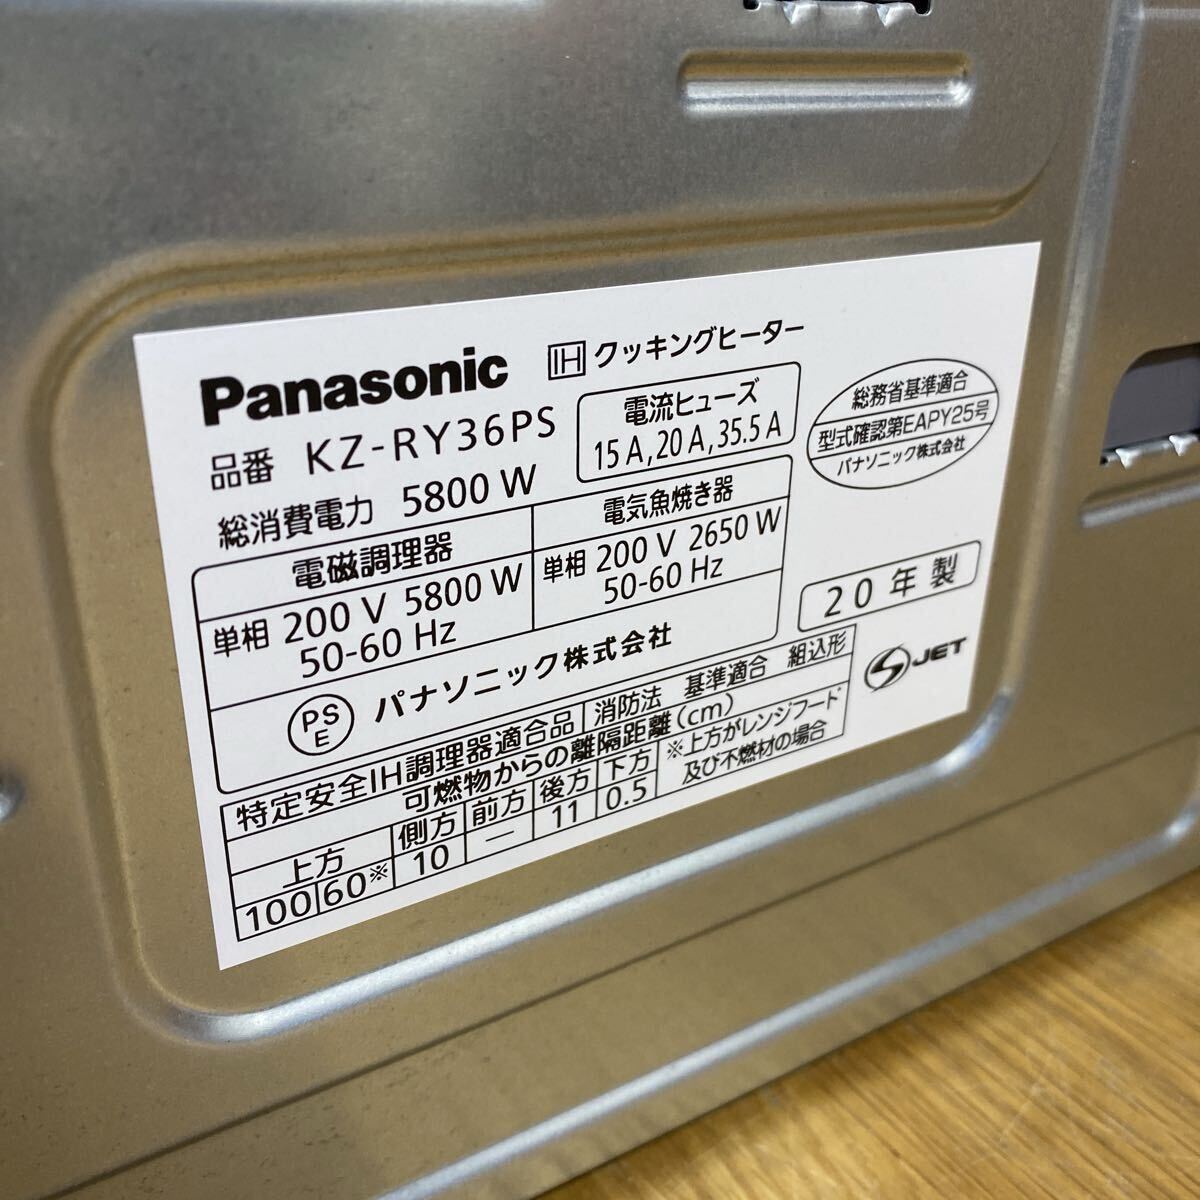 Panasonic IH クッキングヒーター
品番 KZ-RY36PS
総消費電力 5800 W
電流ヒューズ
15 A, 20 A, 35.5 A
総務省基準適合
型式確認第EAPY25号
パナソニック株式会社
電磁調理器
単相 200 V 5800 W
50-60 Hz
電気魚焼き器
単相 200 V 2650 W
50-60 Hz
20年製
PS
E
パナソニック株式会社
S JET
特定安全IH調理器適合品 消防法 基準適合 組込形
可燃物からの離隔距離(cm)
上方 側方 前方 後方 下方
100 60※ 10 — 11 0.5
※上方がレンジフード
及び不燃材の場合